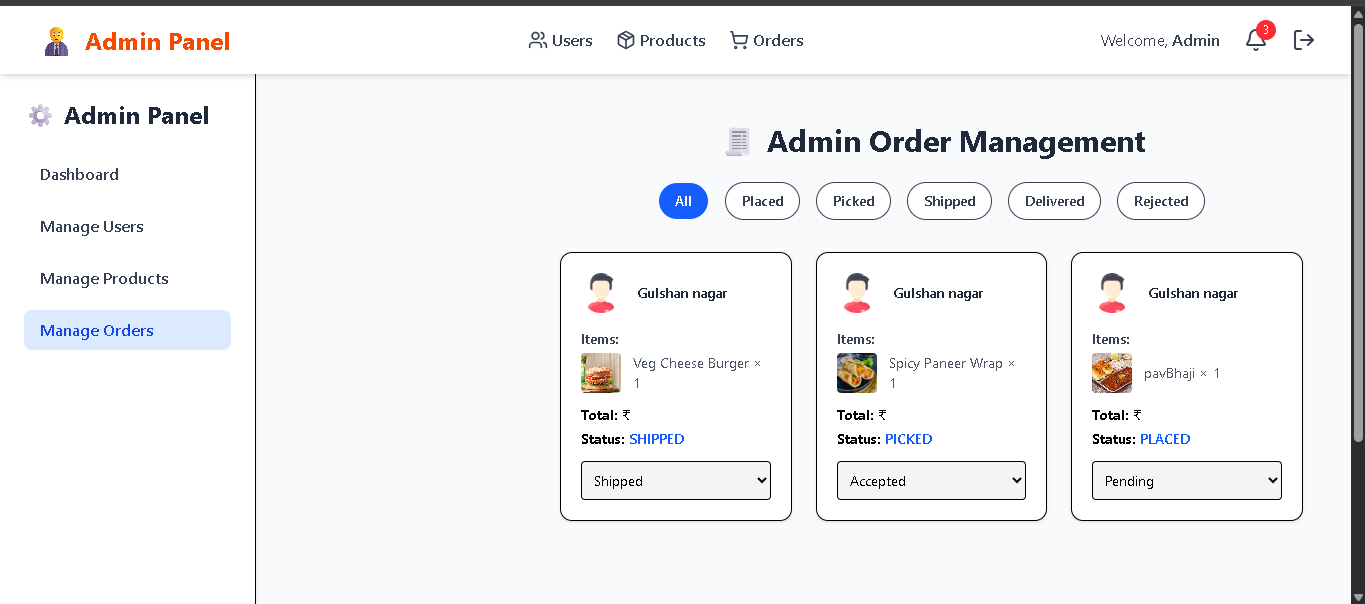 Admin Panel
Users
Products
Orders
Welcome, Admin
3
Admin Panel
Dashboard
Manage Users
Manage Products
Manage Orders
Admin Order Management
All
Placed
Picked
Shipped
Delivered
Rejected
Gulshan nagar
Items:
Veg Cheese Burger ×
1
Total: ₹
Status: SHIPPED
Shipped
Gulshan nagar
Items:
Spicy Paneer Wrap ×
1
Total: ₹
Status: PICKED
Accepted
Gulshan nagar
Items:
pavBhaji × 1
Total: ₹
Status: PLACED
Pending